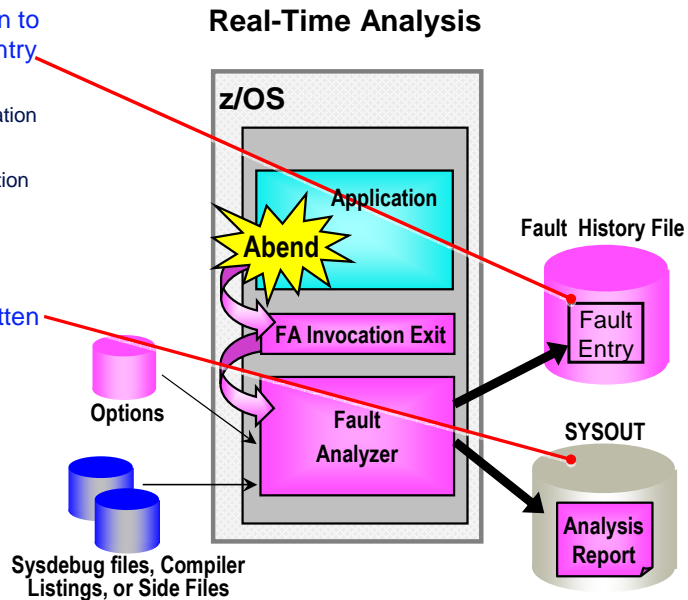 Real-Time Analysis
n to
ntry
ation
tion
tten
z/OS
Application
Abend
Fault History File
Fault
Entry
FA Invocation Exit
Options
Fault
Analyzer
SYSOUT
Analysis
Report
Sysdebug files, Compiler
Listings, or Side Files